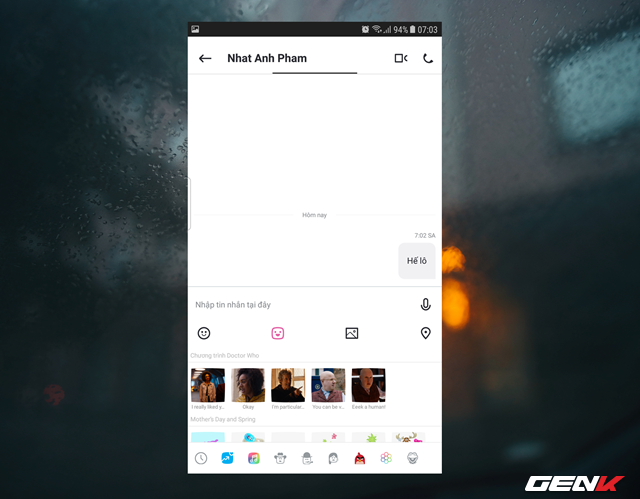 94% 07:03
Nhat Anh Pham
Hôm nay
7:02 SA
Hế lô
Nhập tin nhắn tại đây
Chương trình Doctor Who
I really liked y...
Okay
I'm particular...
You can be v...
Eeek a human!
Mother's Day and Spring
GENK